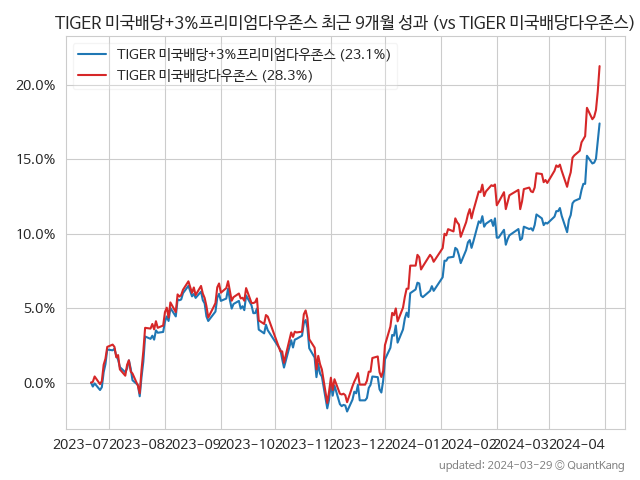 TIGER 미국배당+3%프리미엄다우존스 최근 9개월 성과 (vs TIGER 미국배당다우존스)
TIGER 미국배당+3%프리미엄다우존스 (23.1%)
TIGER 미국배당다우존스 (28.3%)
20.0%
15.0%
10.0%
5.0%
0.0%
2023-07 2023-08 2023-09 2023-10 2023-11 2023-12 2024-01 2024-02 2024-03 2024-04
updated: 2024-03-29 © QuantKang